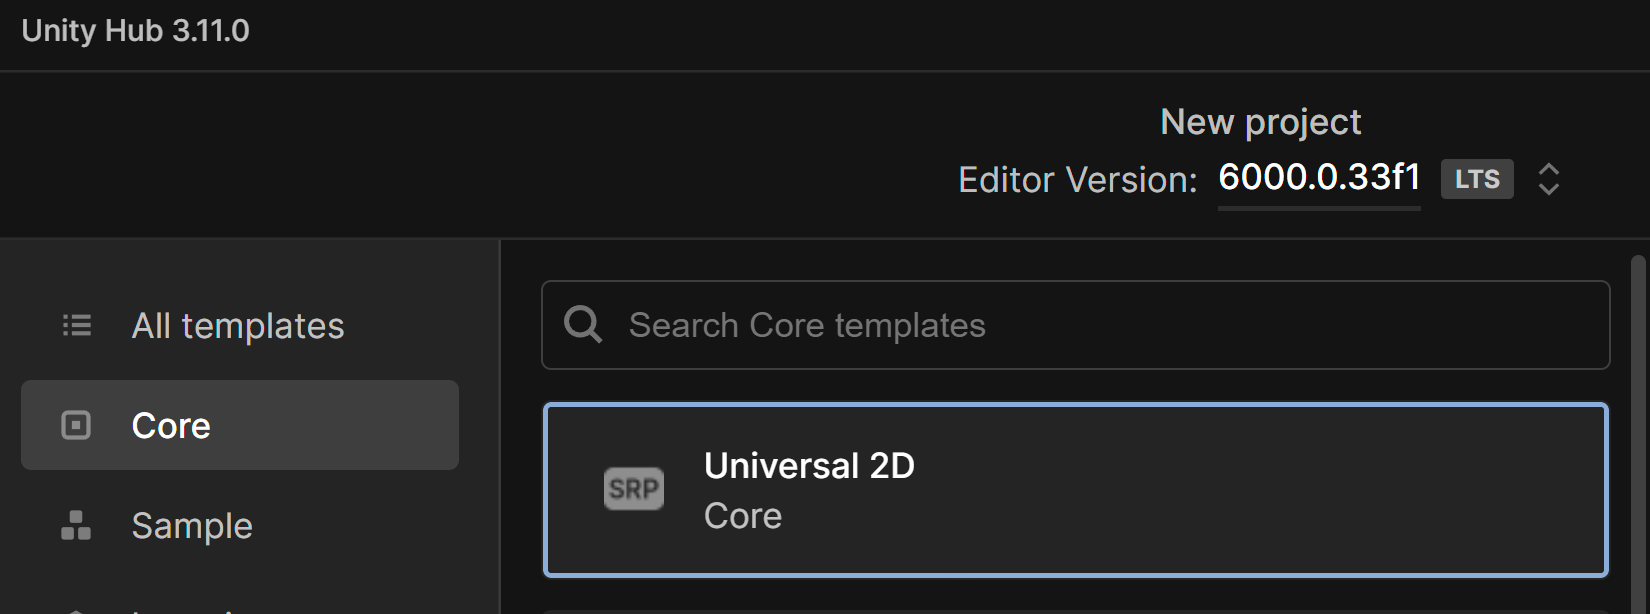 Unity Hub 3.11.0
New project
Editor Version: 6000.0.33f1 LTS
All templates
Core
Sample
Search Core templates
SRP
Universal 2D
Core